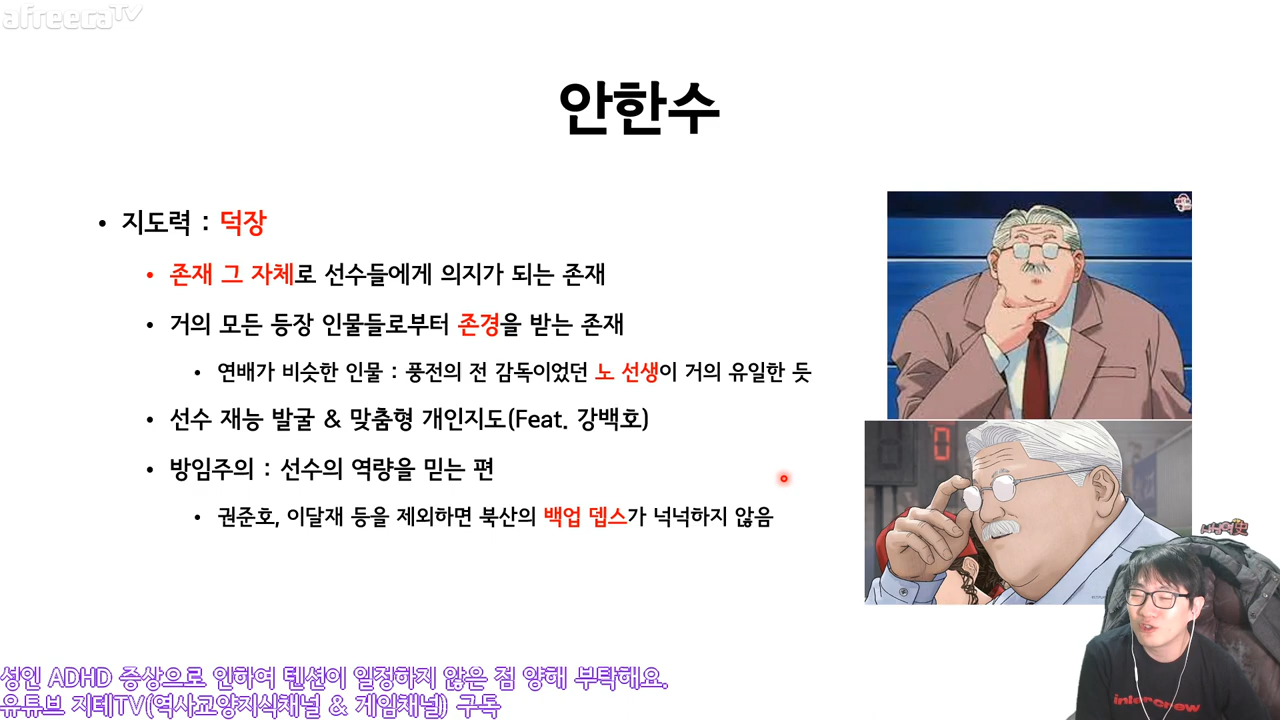 afreecaTV
안한수
• 지도력 : 덕장
• 존재 그 자체로 선수들에게 의지가 되는 존재
• 거의 모든 등장 인물들로부터 존경을 받는 존재
• 연배가 비슷한 인물 : 풍전의 전 감독이었던 노 선생이 거의 유일한 듯
• 선수 재능 발굴 & 맞춤형 개인지도(Feat. 강백호)
• 방임주의 : 선수의 역량을 믿는 편
• 권준호, 이달재 등을 제외하면 북산의 백업 뎁스가 넉넉하지 않음
0
성인 ADHD 증상으로 인하여 텐션이 일정하지 않은 점 양해 부탁해요.
유튜브 지테TV(역사교양지식채널 & 게임채널) 구독